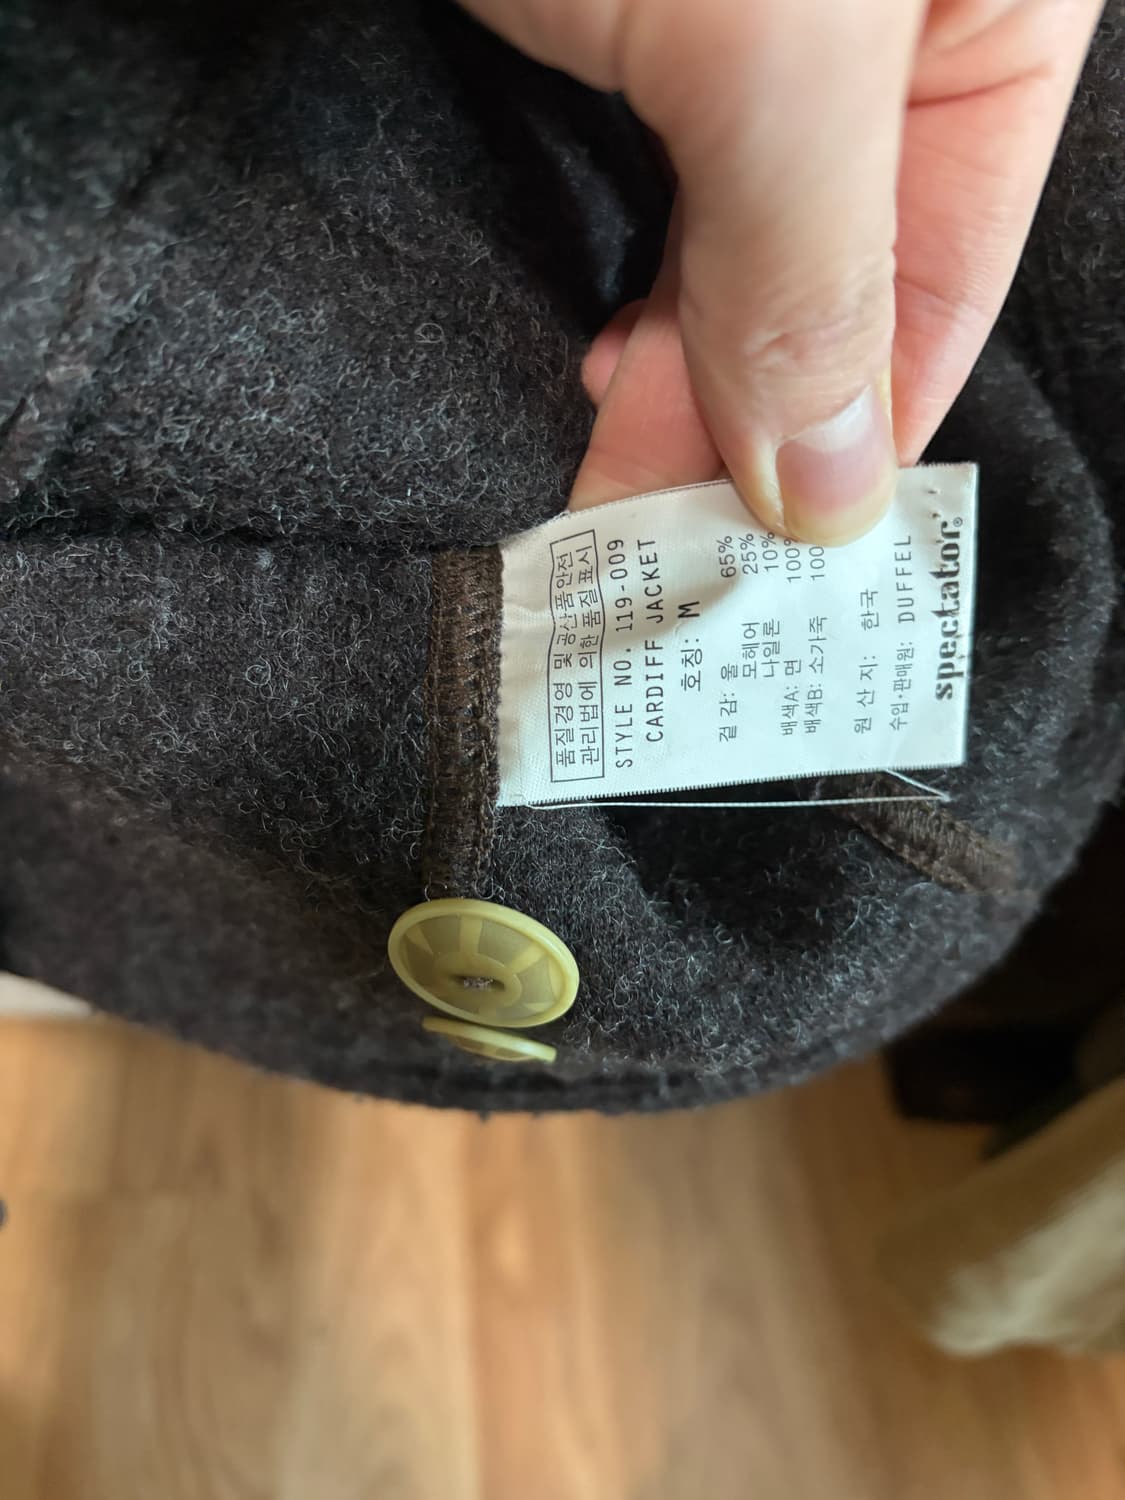 품질경영 및 공산품안전
관리법에 의한 품질표시
STYLE NO. 119-009
CARDIFF JACKET
호칭: M
겉 감: 울 65%
모헤어 25%
나일론 10%
배색A: 면 100%
배색B: 소가죽 100
원 산 지: 한국
수입·판매원: DUFFEL
spectator®